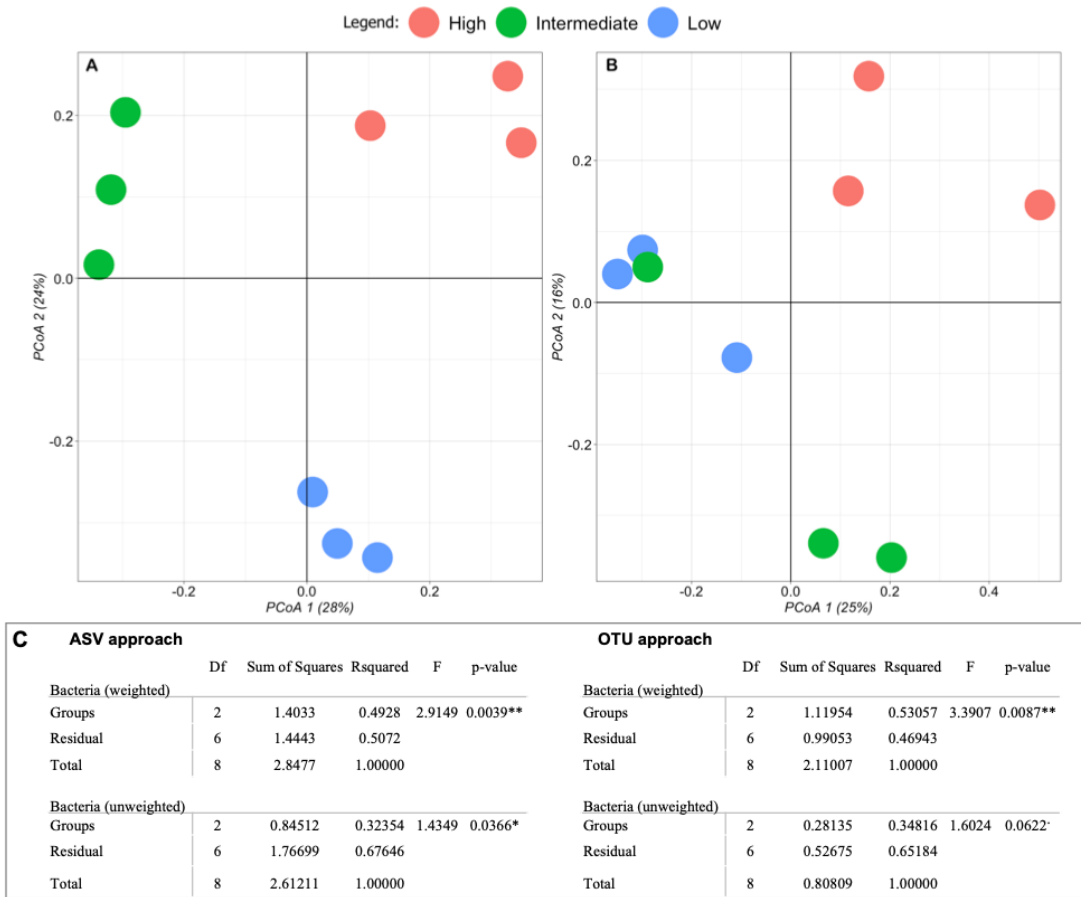 Legend: High Intermediate Low
A
0.2
0.0
-0.2
PCoA 2 (24%)
-0.2 0.0 0.2
PCoA 1 (28%)
B
0.2
0.0
-0.2
PCoA 2 (16%)
-0.2 0.0 0.2 0.4
PCoA 1 (25%)
C ASV approach
Df Sum of Squares Rsquared F p-value
Bacteria (weighted)
Groups 2 1.4033 0.4928 2.9149 0.0039**
Residual 6 1.4443 0.5072
Total 8 2.8477 1.00000
Bacteria (unweighted)
Groups 2 0.84512 0.32354 1.4349 0.0366*
Residual 6 1.76699 0.67646
Total 8 2.61211 1.00000
OTU approach
Df Sum of Squares Rsquared F p-value
Bacteria (weighted)
Groups 2 1.11954 0.53057 3.3907 0.0087**
Residual 6 0.99053 0.46943
Total 8 2.11007 1.00000
Bacteria (unweighted)
Groups 2 0.28135 0.34816 1.6024 0.0622·
Residual 6 0.52675 0.65184
Total 8 0.80809 1.00000